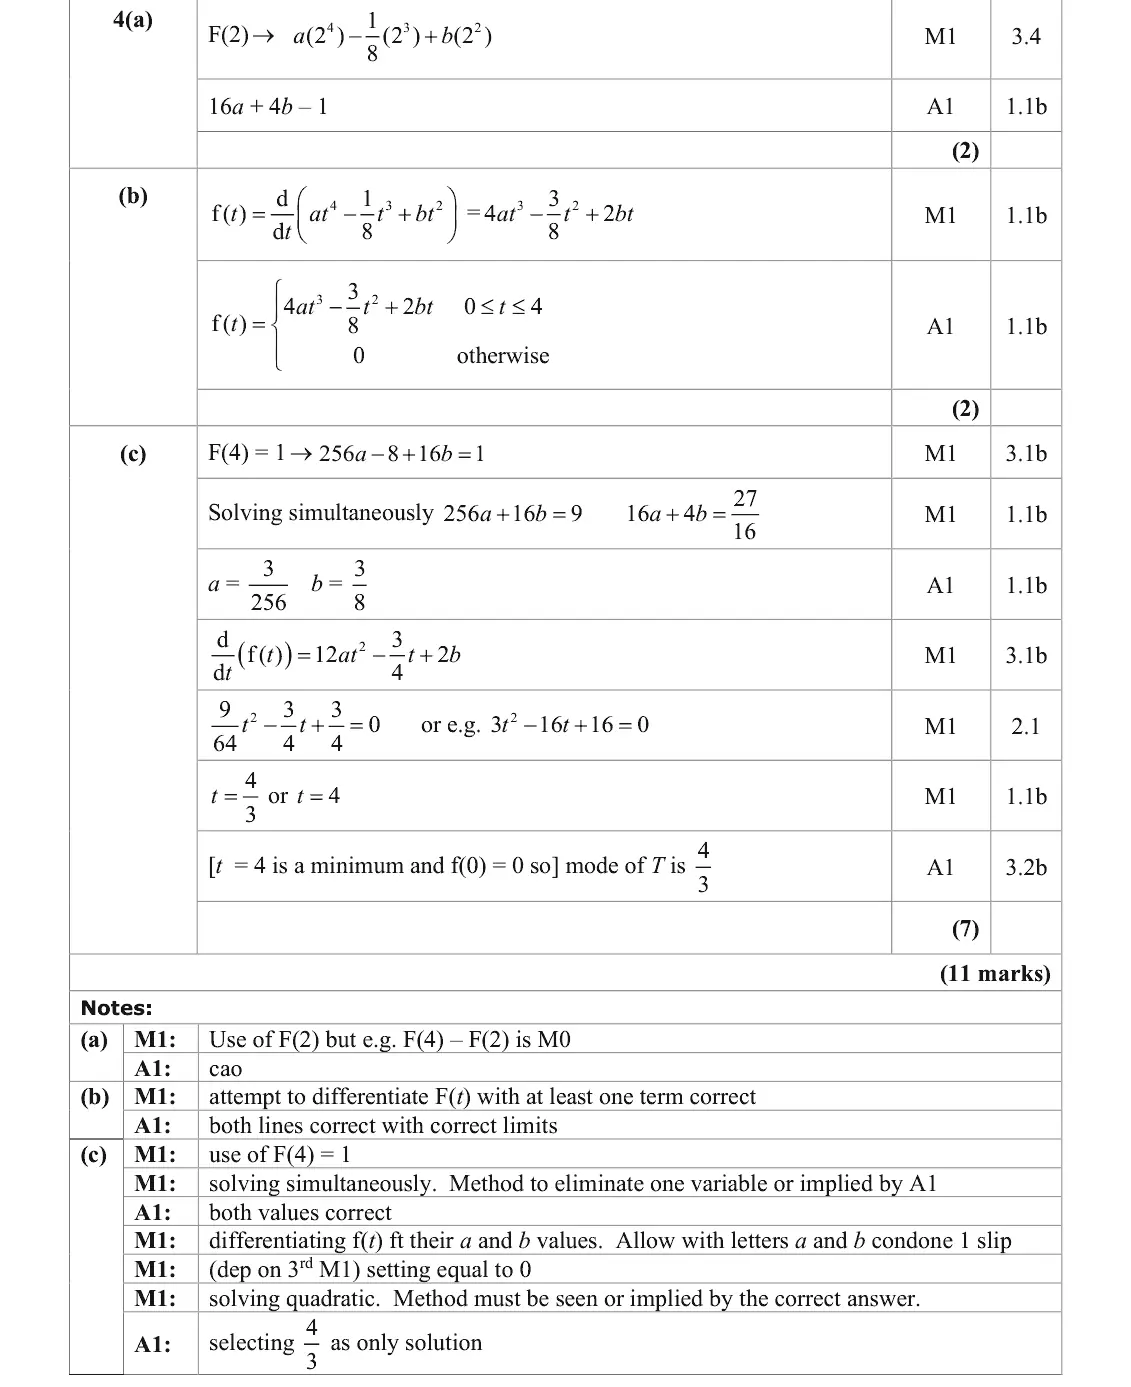 4(a) F(2) → a(2⁴) – 1/8 (2³) + b(2²) M1 3.4
16a + 4b – 1 A1 1.1b
(2)
(b) f(t) = d/dt (at⁴ – 1/8 t³ + bt²) = 4at³ – 3/8 t² + 2bt M1 1.1b
f(t) = { 4at³ – 3/8 t² + 2bt 0 ≤ t ≤ 4
0 otherwise A1 1.1b
(2)
(c) F(4) = 1 → 256a – 8 + 16b = 1 M1 3.1b
Solving simultaneously 256a + 16b = 9 16a + 4b = 27/16 M1 1.1b
a = 3/256 b = 3/8 A1 1.1b
d/dt (f(t)) = 12at² – 3/4 t + 2b M1 3.1b
9/64 t² – 3/4 t + 3/4 = 0 or e.g. 3t² – 16t + 16 = 0 M1 2.1
t = 4/3 or t = 4 M1 1.1b
[t = 4 is a minimum and f(0) = 0 so] mode of T is 4/3 A1 3.2b
(7)
(11 marks)
Notes:
(a) M1: Use of F(2) but e.g. F(4) – F(2) is M0
A1: cao
(b) M1: attempt to differentiate F(t) with at least one term correct
A1: both lines correct with correct limits
(c) M1: use of F(4) = 1
M1: solving simultaneously. Method to eliminate one variable or implied by A1
A1: both values correct
M1: differentiating f(t) ft their a and b values. Allow with letters a and b condone 1 slip
M1: (dep on 3rd M1) setting equal to 0
M1: solving quadratic. Method must be seen or implied by the correct answer.
A1: selecting 4/3 as only solution